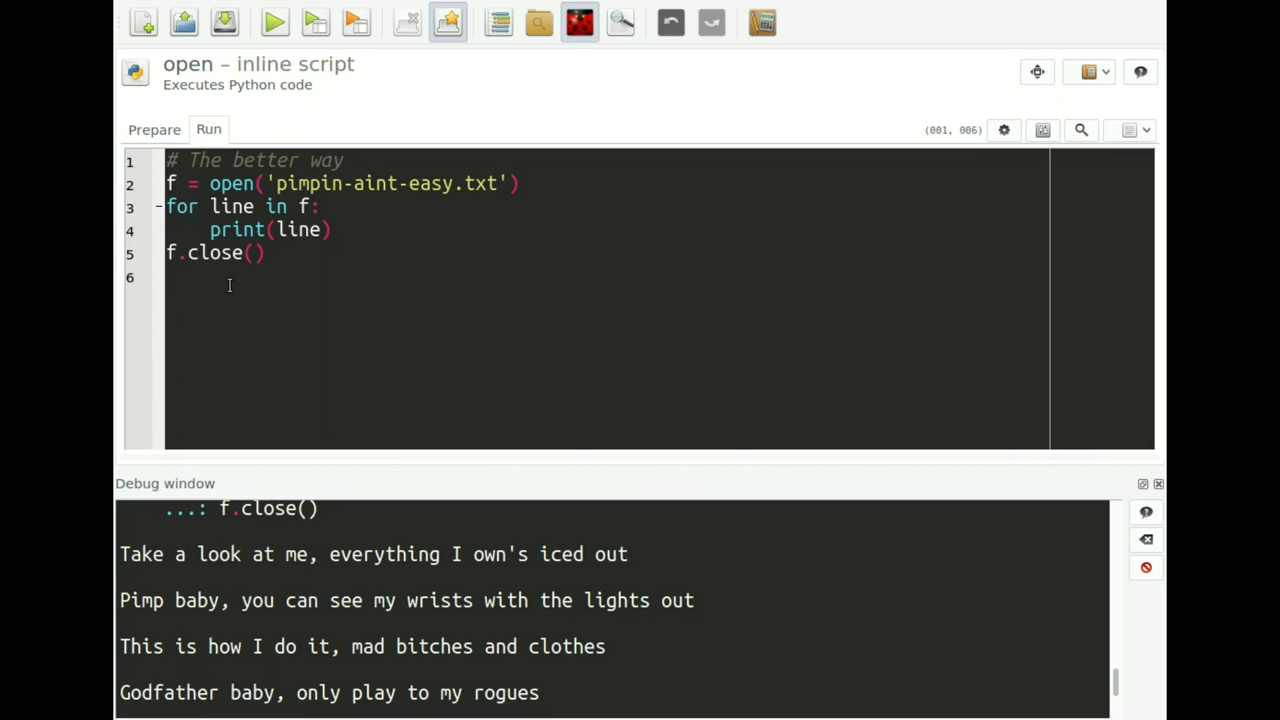 open – inline script
Executes Python code
Prepare Run (001, 006)
1 # The better way
2 f = open('pimpin-aint-easy.txt')
3 for line in f:
4 print(line)
5 f.close()
6
Debug window
...: f.close()
Take a look at me, everything I own's iced out
Pimp baby, you can see my wrists with the lights out
This is how I do it, mad bitches and clothes
Godfather baby, only play to my rogues